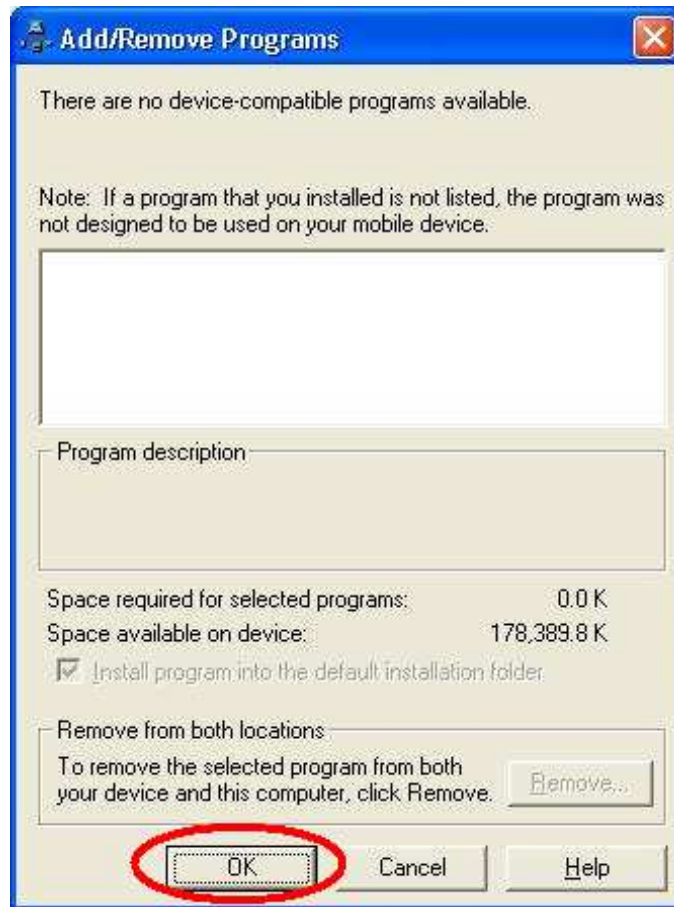 Add/Remove Programs
There are no device-compatible programs available.
Note: If a program that you installed is not listed, the program was
not designed to be used on your mobile device.
Program description
Space required for selected programs: 0.0 K
Space available on device: 178,389.8 K
Install program into the default installation folder
Remove from both locations
To remove the selected program from both
your device and this computer, click Remove.
Remove...
OK Cancel Help